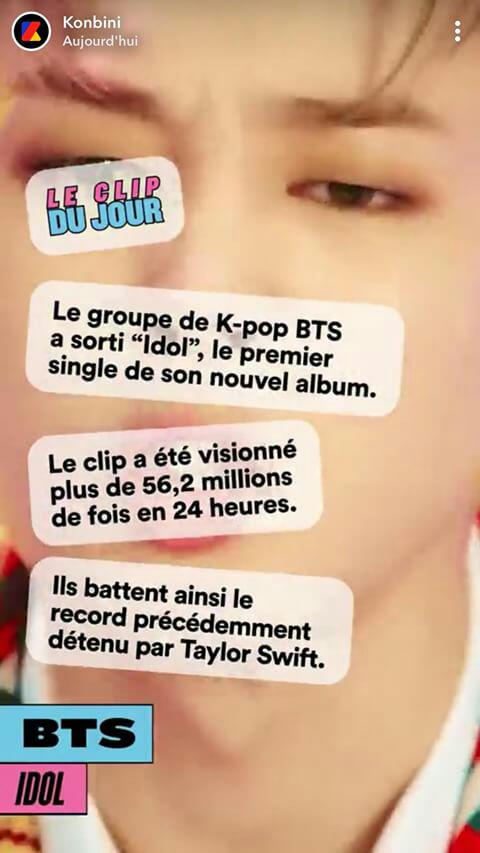 Konbini
Aujourd'hui
LE CLIP
DU JOUR
Le groupe de K-pop BTS
a sorti “Idol”, le premier
single de son nouvel album.
Le clip a été visionné
plus de 56,2 millions
de fois en 24 heures.
Ils battent ainsi le
record précédemment
détenu par Taylor Swift.
BTS
IDOL